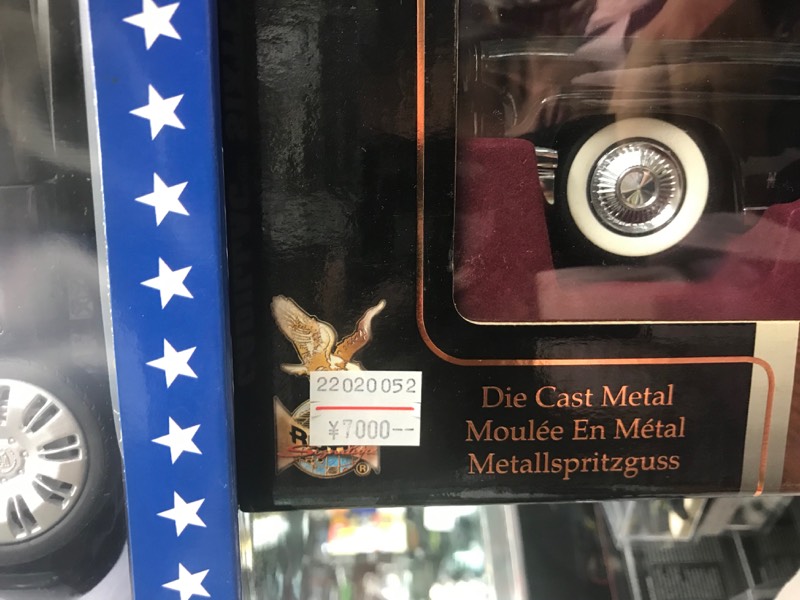 22020052
¥7000--
Die Cast Metal
Moulée En Métal
Metallspritzguss
®